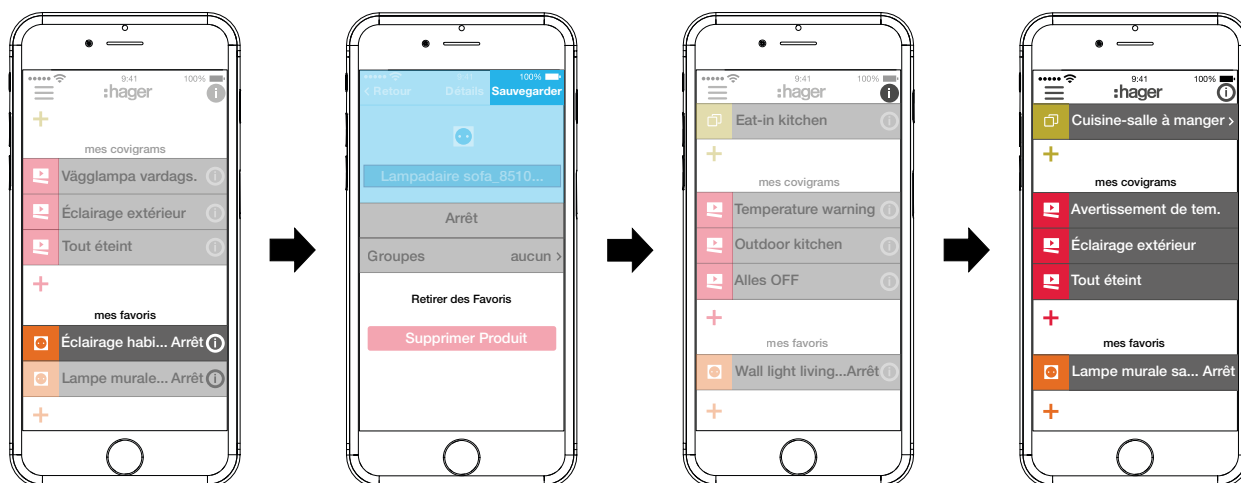 9:41 100%
:hager
mes covigrams
Vägglampa vardags.
Éclairage extérieur
Tout éteint
mes favoris
Éclairage habi... Arrêt
Lampe murale... Arrêt
9:41 100%
< Retour Détails Sauvegarder
Lampadaire sofa_8510...
Arrêt
Groupes aucun >
Retirer des Favoris
Supprimer Produit
9:41 100%
:hager
Eat-in kitchen
mes covigrams
Temperature warning
Outdoor kitchen
Alles OFF
mes favoris
Wall light living...Arrêt
9:41 100%
:hager
Cuisine-salle à manger >
mes covigrams
Avertissement de tem.
Éclairage extérieur
Tout éteint
mes favoris
Lampe murale sa... Arrêt